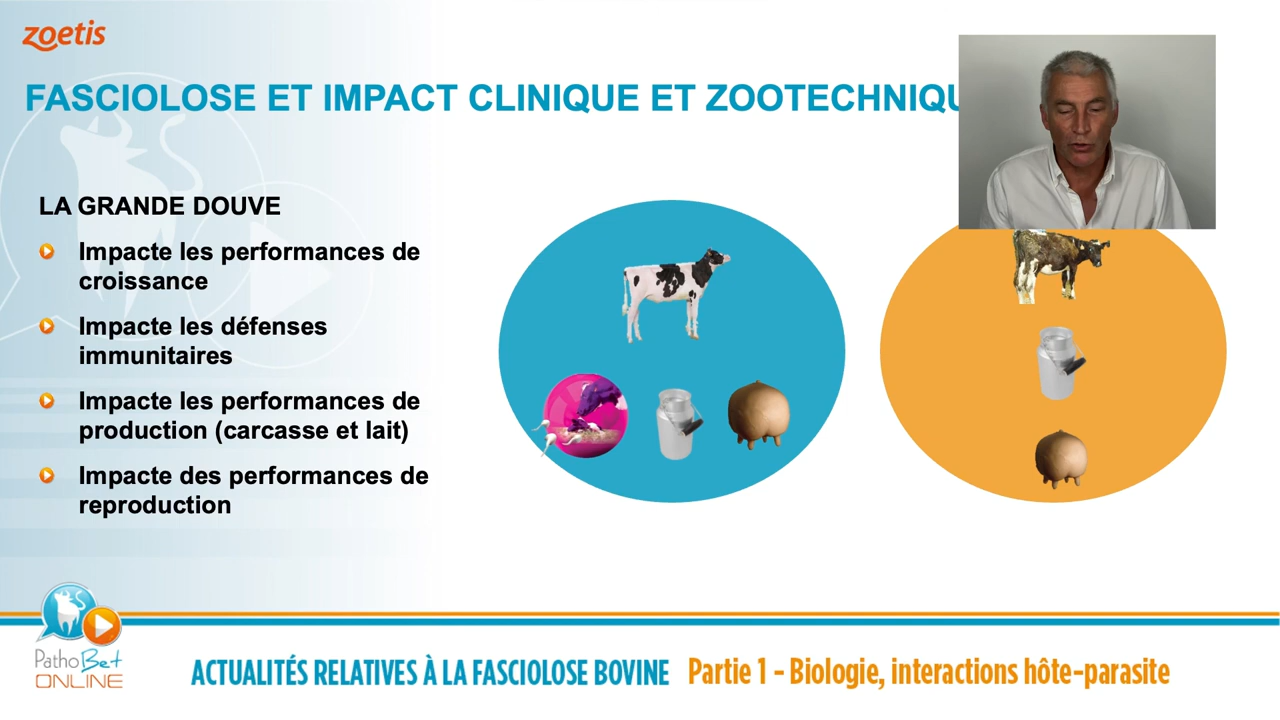 zoetis
FASCIOLOSE ET IMPACT CLINIQUE ET ZOOTECHNIQU
LA GRANDE DOUVE
Impacte les performances de
croissance
Impacte les défenses
immunitaires
Impacte les performances de
production (carcasse et lait)
Impacte des performances de
reproduction
Patho Bet
ONLINE
ACTUALITÉS RELATIVES À LA FASCIOLOSE BOVINE Partie 1 - Biologie, interactions hôte-parasite